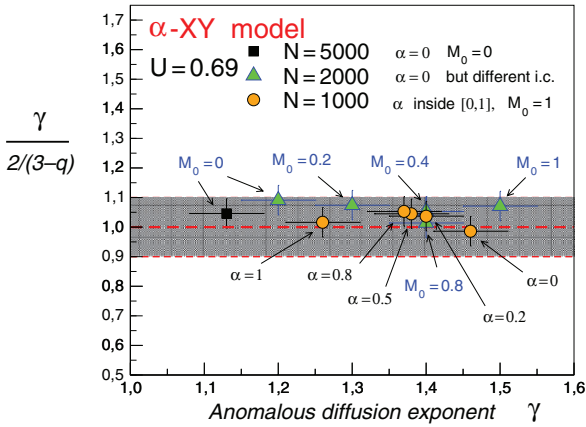 α-XY model
U=0.69
N=5000 α=0 M₀=0
N=2000 α=0 but different i.c.
N=1000 α inside [0,1], M₀=1
γ
2/(3–q)
1,7
1,6
1,5
1,4
1,3
1,2
1,1
1,0
0,9
0,8
0,7
0,6
0,5
M₀=0
M₀=0.2
M₀=0.4
M₀=1
α=1
α=0.8
α=0.5
M₀=0.8
α=0.2
α=0
1,0 1,1 1,2 1,3 1,4 1,5 1,6
Anomalous diffusion exponent γ